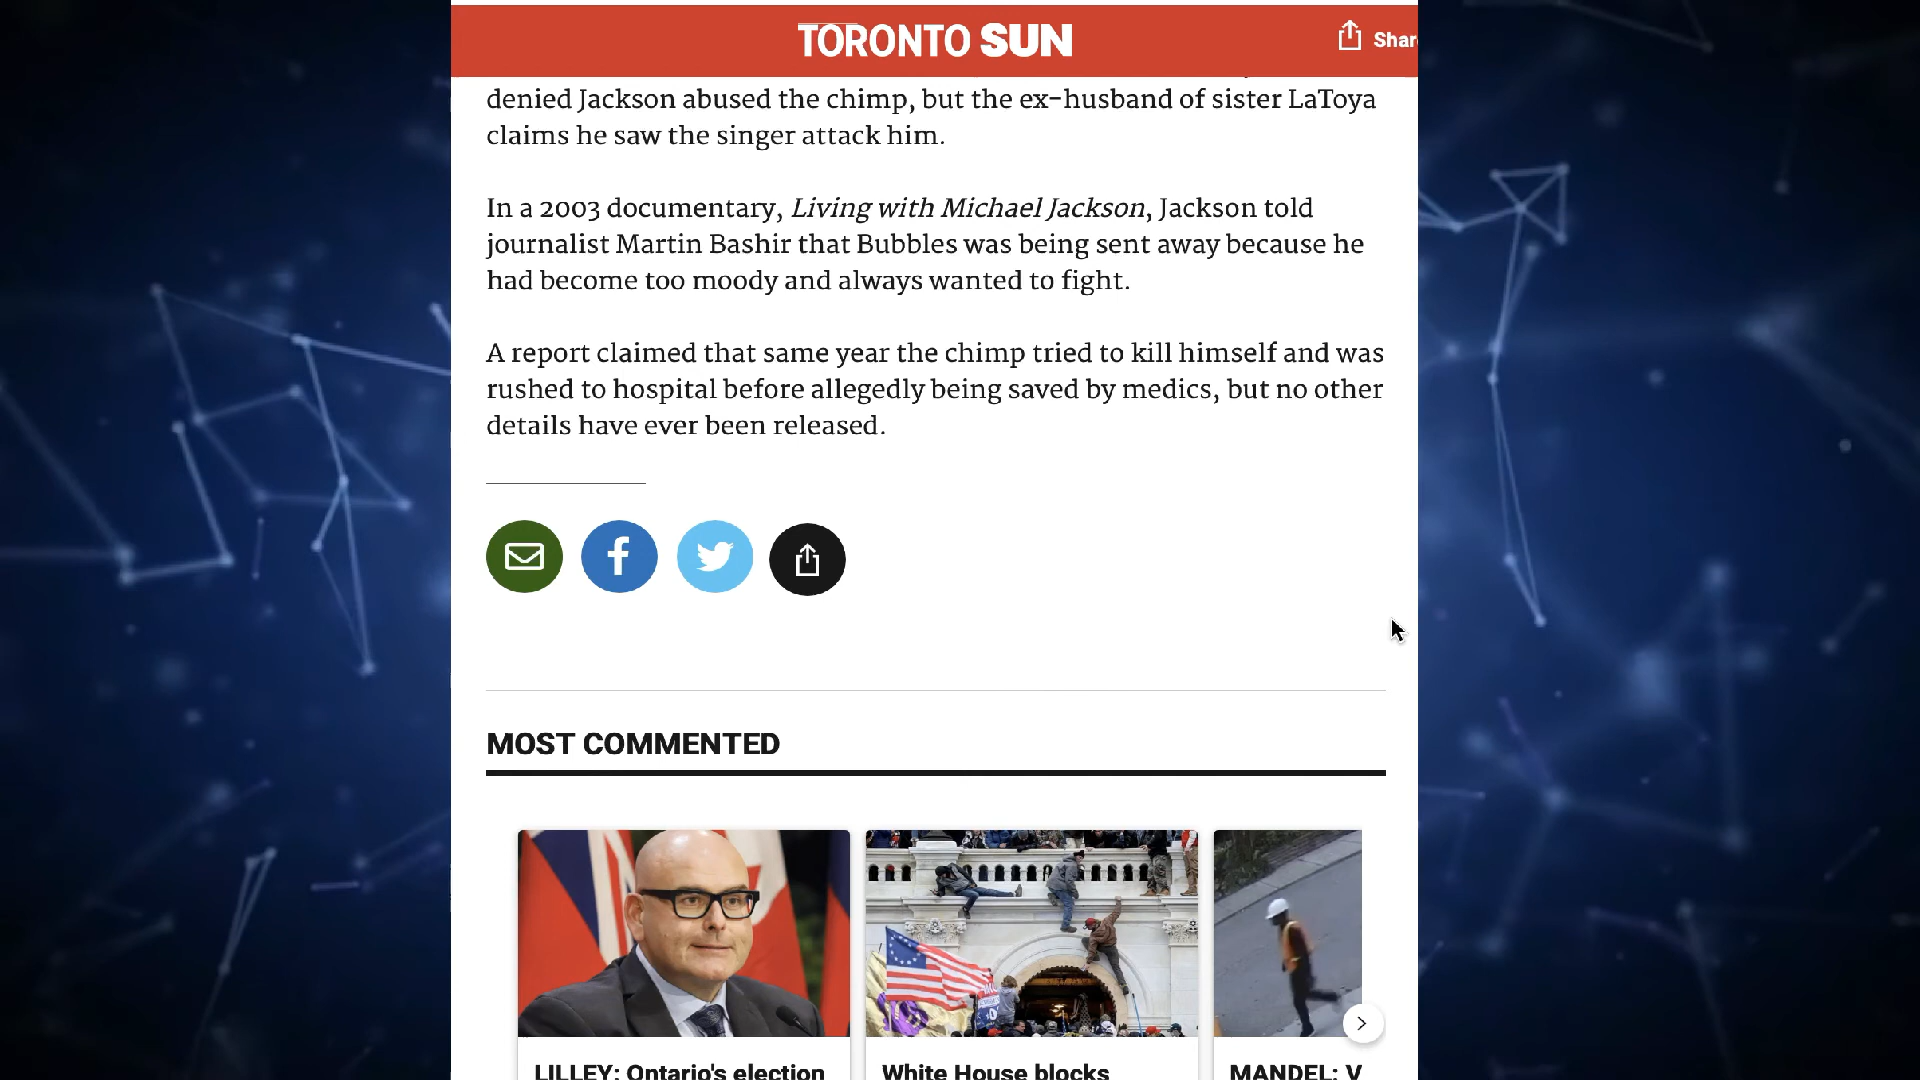 TORONTO SUN
Share
denied Jackson abused the chimp, but the ex-husband of sister LaToya
claims he saw the singer attack him.
In a 2003 documentary, Living with Michael Jackson, Jackson told
journalist Martin Bashir that Bubbles was being sent away because he
had become too moody and always wanted to fight.
A report claimed that same year the chimp tried to kill himself and was
rushed to hospital before allegedly being saved by medics, but no other
details have ever been released.
MOST COMMENTED
LILLEY: Ontario's election
White House blocks
MANDEL: V